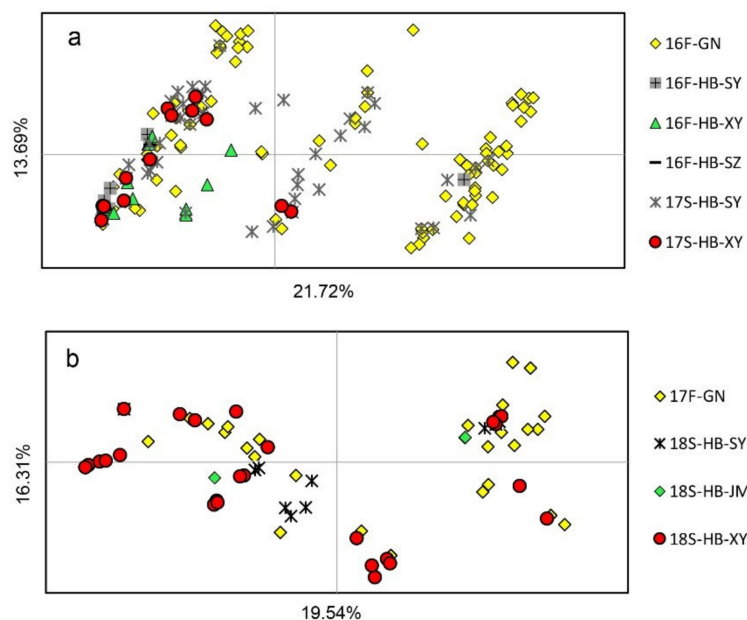 a
16F-GN
16F-HB-SY
16F-HB-XY
16F-HB-SZ
17S-HB-SY
17S-HB-XY
13.69%
21.72%
b
17F-GN
18S-HB-SY
18S-HB-JM
18S-HB-XY
16.31%
19.54%